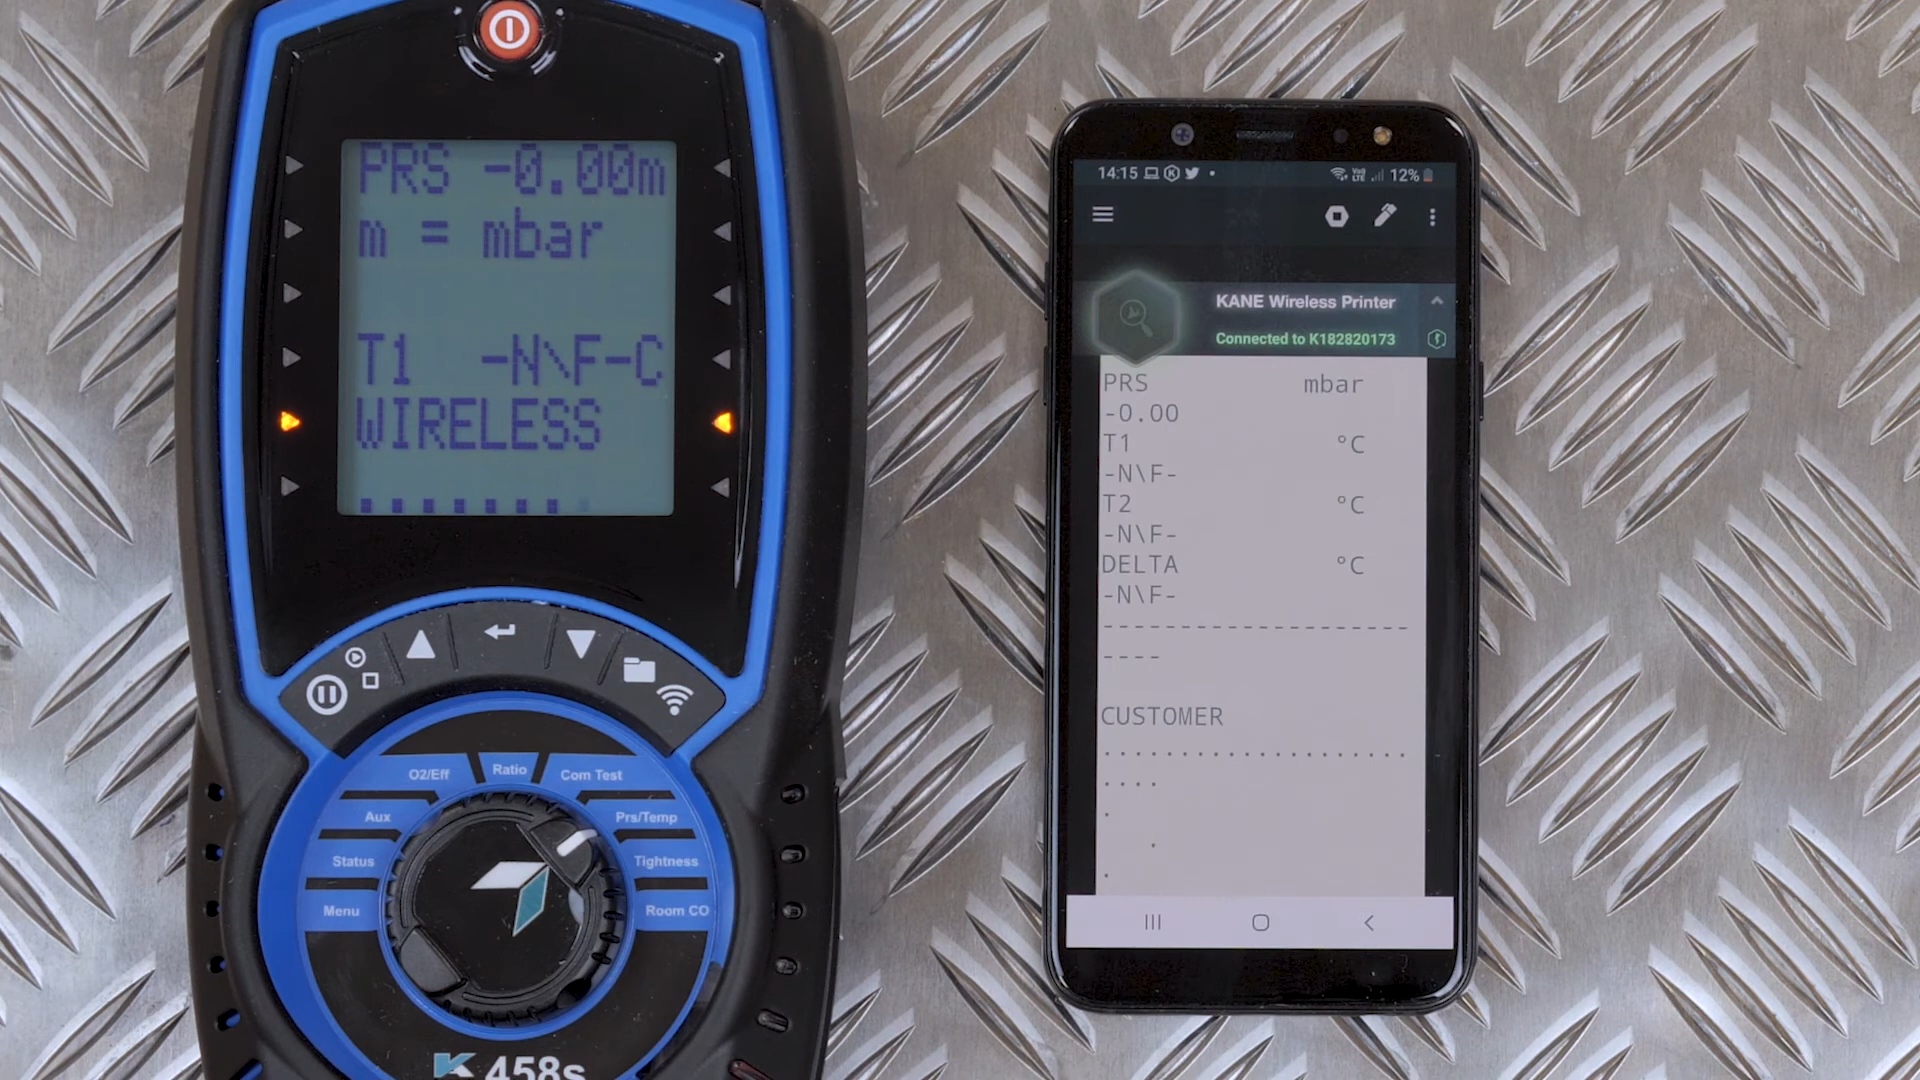 PRS -0.00m
m = mbar
T1 -N\F-C
WIRELESS
O2/Eff
Ratio
Com Test
Aux
Prs/Temp
Status
Tightness
Menu
Room CO
K 458s
14:15
12%
KANE Wireless Printer
Connected to K182820173
PRS mbar
-0.00
T1 °C
-N\F-
T2 °C
-N\F-
DELTA °C
-N\F-
--------------------
----
CUSTOMER
....................
....
.
.
.